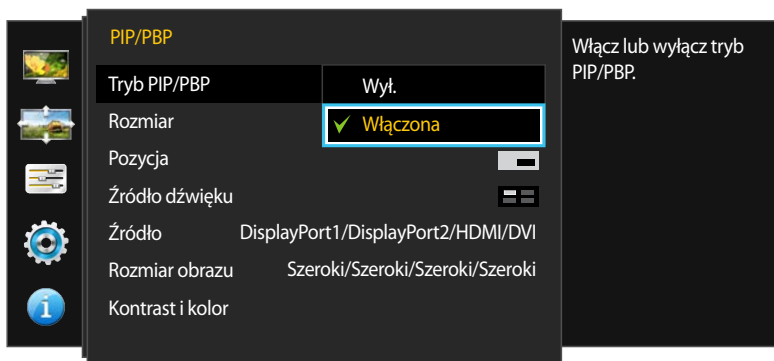 PIP/PBP
Tryb PIP/PBP
Wył.
Rozmiar
Włączona
Pozycja
Źródło dźwięku
Źródło DisplayPort1/DisplayPort2/HDMI/DVI
Rozmiar obrazu Szeroki/Szeroki/Szeroki/Szeroki
Kontrast i kolor
Włącz lub wyłącz tryb
PIP/PBP.